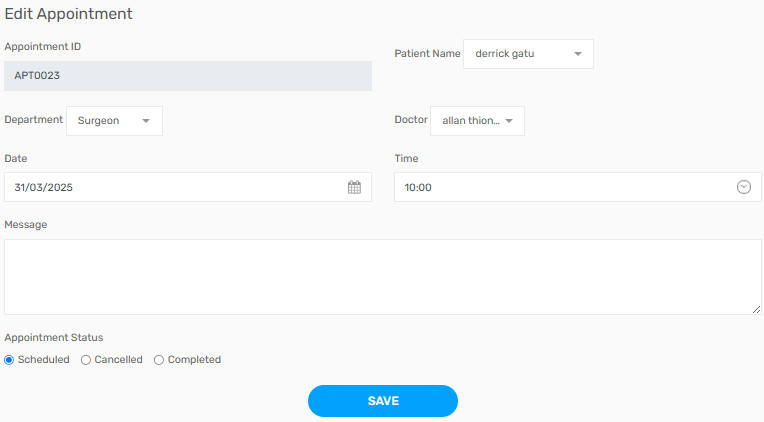 Edit Appointment
Appointment ID
APT0023
Patient Name derrick gatu
Department Surgeon
Doctor allan thion...
Date
31/03/2025
Time
10:00
Message
Appointment Status
Scheduled Cancelled Completed
SAVE